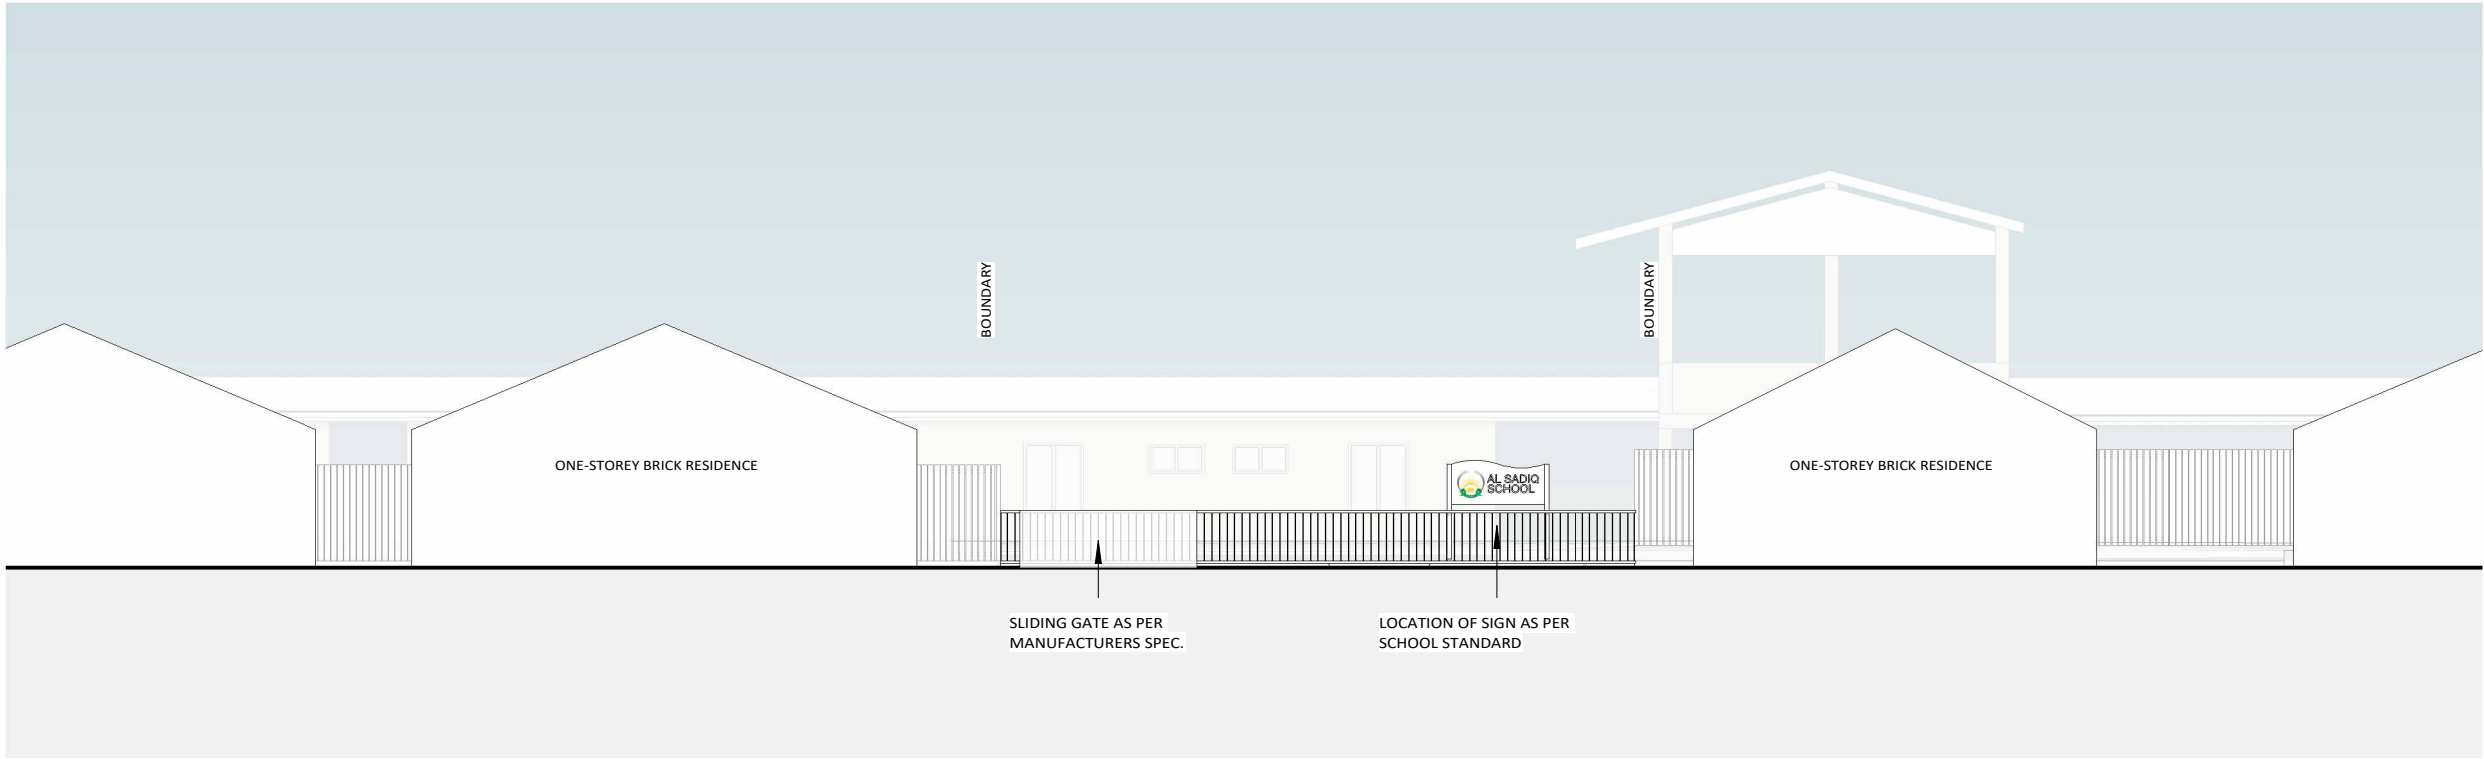 BOUNDARY
BOUNDARY
ONE-STOREY BRICK RESIDENCE
ONE-STOREY BRICK RESIDENCE
AL SADIQ
SCHOOL
SLIDING GATE AS PER
MANUFACTURERS SPEC.
LOCATION OF SIGN AS PER
SCHOOL STANDARD